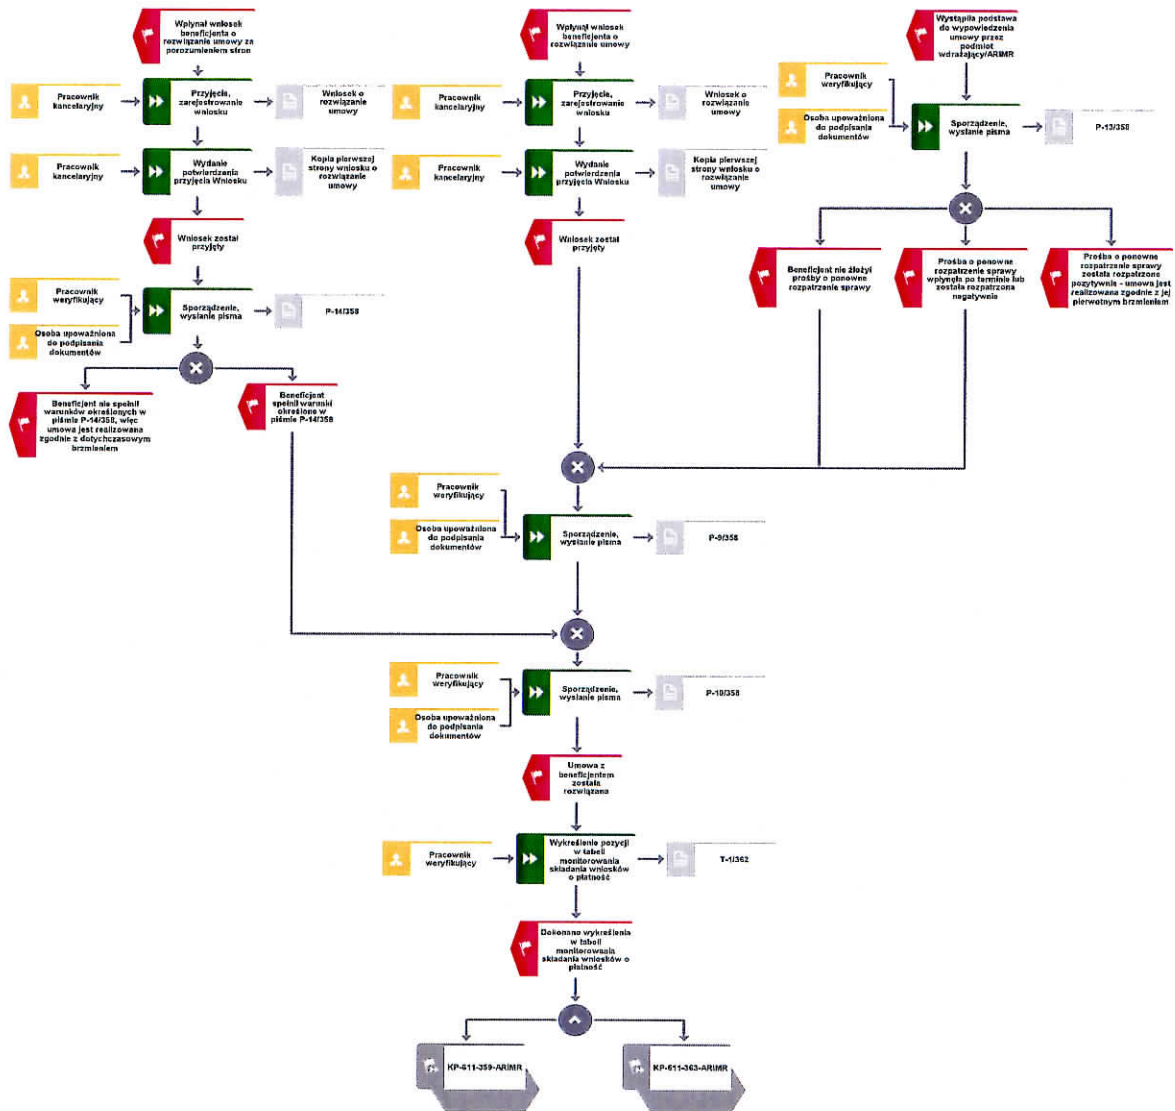 Wpłynął wniosek
beneficjenta o
rozwiązanie umowy za
porozumieniem stron
Pracownik
kancelaryjny
Przyjęcie,
zarejestrowanie
wniosku
Wniosek o
rozwiązanie
umowy
Pracownik
kancelaryjny
Wydanie
potwierdzenia
przyjęcia Wniosku
Kopia pierwszej
strony wniosku o
rozwiązanie
umowy
Wniosek został
przyjęty
Pracownik
weryfikujący
Osoba upoważniona
do podpisania
dokumentów
Sporządzenie,
wysłanie pisma
P-14/358
Beneficjent nie spełnił
warunków określonych w
piśmie P-14/358, więc
umowa jest realizowana
zgodnie z dotychczasowym
brzmieniem
Beneficjent
spełnił warunki
określone w
piśmie P-14/358
Wpłynął wniosek
beneficjenta o
rozwiązanie umowy
Pracownik
kancelaryjny
Przyjęcie,
zarejestrowanie
wniosku
Wniosek o
rozwiązanie
umowy
Pracownik
kancelaryjny
Wydanie
potwierdzenia
przyjęcia Wniosku
Kopia pierwszej
strony wniosku o
rozwiązanie
umowy
Wniosek został
przyjęty
Wystąpiła podstawa
do wypowiedzenia
umowy przez
podmiot
wdrażający/ARiMR
Pracownik
weryfikujący
Osoba upoważniona
do podpisania
dokumentów
Sporządzenie,
wysłanie pisma
P-13/358
Beneficjent nie złożył
prośby o ponowne
rozpatrzenie sprawy
Prośba o ponowne
rozpatrzenie sprawy
wpłynęła po terminie lub
została rozpatrzona
negatywnie
Prośba o ponowne
rozpatrzenie sprawy
została rozpatrzona
pozytywnie - umowa jest
realizowana zgodnie z jej
pierwotnym brzmieniem
Pracownik
weryfikujący
Osoba upoważniona
do podpisania
dokumentów
Sporządzenie,
wysłanie pisma
P-9/358
Pracownik
weryfikujący
Osoba upoważniona
do podpisania
dokumentów
Sporządzenie,
wysłanie pisma
P-10/358
Umowa z
beneficjentem
została
rozwiązana
Pracownik
weryfikujący
Wykreślenie pozycji
w tabeli
monitorowania
składania wniosków
o płatność
T-1/362
Dokonano wykreślenia
w tabeli
monitorowania
składania wniosków o
płatność
KP-611-359-ARiMR
KP-611-363-ARiMR